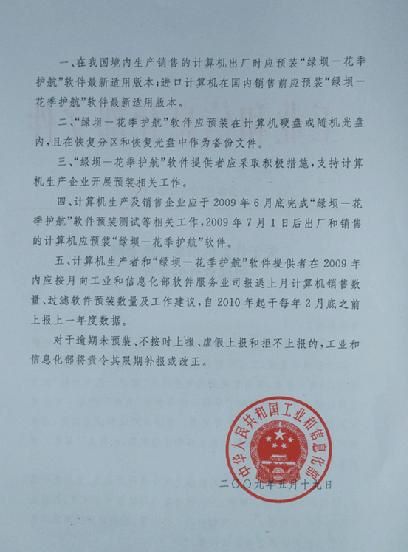 一、在我国境内生产销售的计算机出厂时应预装“绿坝—花季
护航”软件最新适用版本；进口计算机在国内销售前应预装“绿坝—
花季护航”软件最新适用版本。
二、“绿坝—花季护航”软件应预装在计算机硬盘或随机光盘
内，且在恢复分区和恢复光盘中作为备份文件。
三、“绿坝—花季护航”软件提供者应采取积极措施，支持计算
机生产企业开展预装相关工作。
四、计算机生产及销售企业应于2009年6月底完成“绿坝—花
季护航”软件预装测试等相关工作，2009年7月1日后出厂和销售
的计算机应预装“绿坝—花季护航”软件。
五、计算机生产者和“绿坝—花季护航”软件提供者在2009年
内应按月向工业和信息化部软件服务业司报送上月计算机销售数
量、过滤软件预装数量及工作建议，自2010年起于每年2月底之前
上报上一年度数据。
对于逾期未预装、不按时上报、虚假上报和拒不上报的，工业和
信息化部将责令其限期补报或改正。
中华人民共和国工业和信息化部
二〇〇九年五月十九日